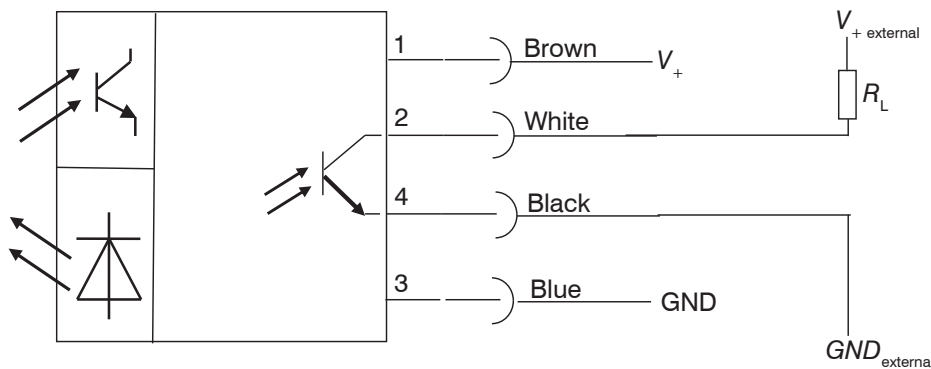 V+ external
1
Brown
V+
RL
2
White
4
Black
3
Blue
GND
GNDexterna